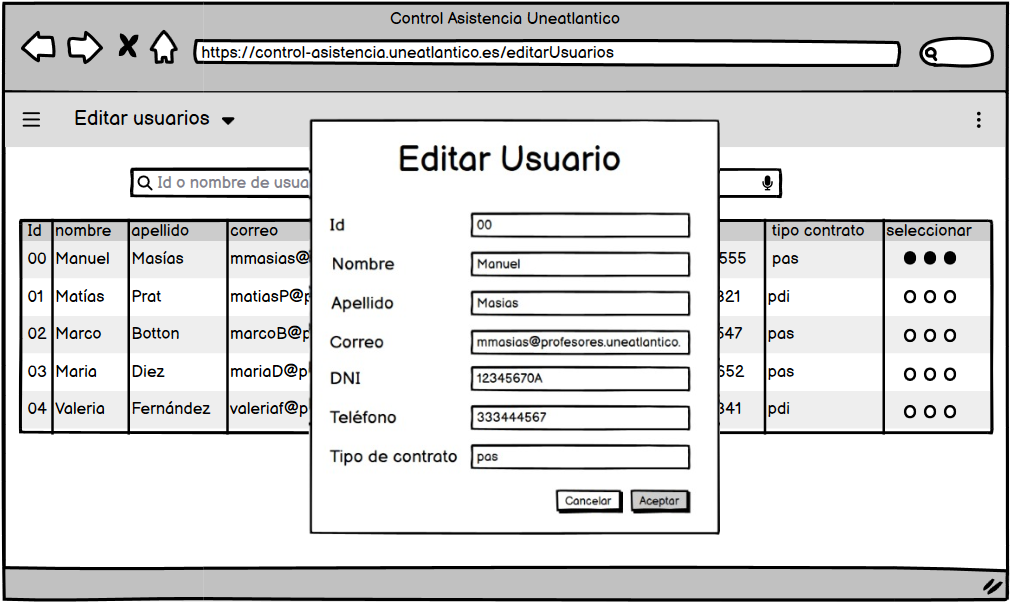 Control Asistencia Uneatlantico
https://control-asistencia.uneatlantico.es/editarUsuarios
Editar usuarios
Id o nombre de usua
Id nombre apellido correo tipo contrato seleccionar
00 Manuel Masías mmasias@ 555 pas
01 Matías Prat matiasP@p 321 pdi
02 Marco Botton marcoB@p 547 pas
03 Maria Diez mariaD@p 652 pas
04 Valeria Fernández valeriaf@p 341 pdi
Editar Usuario
Id 00
Nombre Manuel
Apellido Masias
Correo mmasias@profesores.uneatlantico.
DNI 12345670A
Teléfono 333444567
Tipo de contrato pas
Cancelar Aceptar